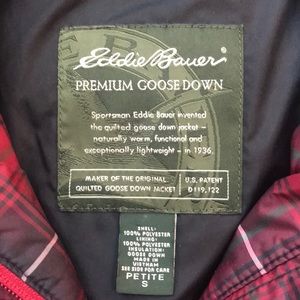 Eddie Bauer
PREMIUM GOOSE DOWN
Sportsman Eddie Bauer invented
the quilted goose down jacket –
naturally warm, functional and
exceptionally lightweight – in 1936.
MAKER OF THE ORIGINAL
QUILTED GOOSE DOWN JACKET
U.S. PATENT
D119,122
SHELL:
100% POLYESTER
LINING:
100% POLYESTER
INSULATION:
GOOSE DOWN
MADE IN
VIETNAM
SEE SIDE FOR CARE
PETITE
S